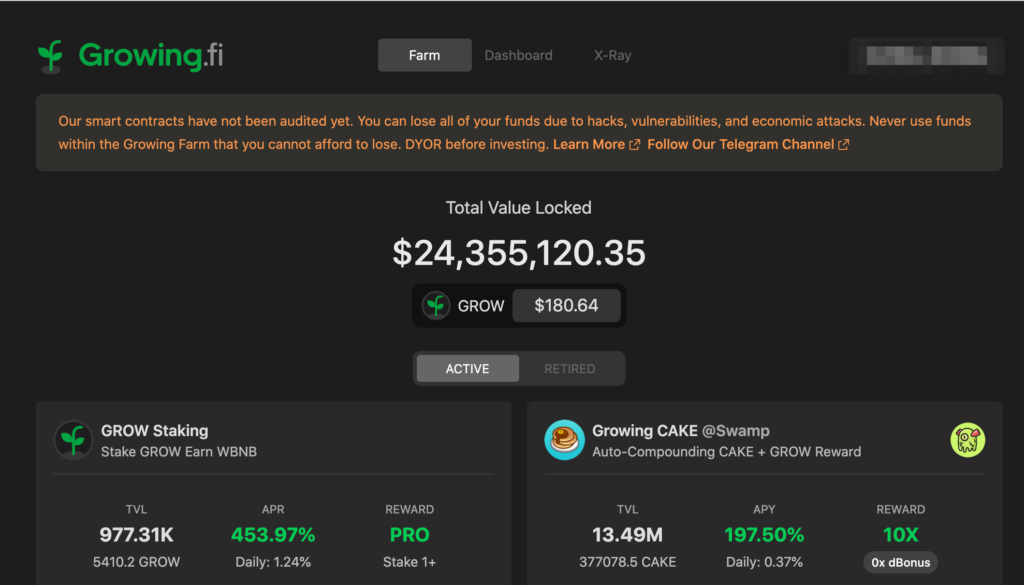 Growing.fi
Farm
Dashboard
X-Ray
Our smart contracts have not been audited yet. You can lose all of your funds due to hacks, vulnerabilities, and economic attacks. Never use funds
within the Growing Farm that you cannot afford to lose. DYOR before investing. Learn More Follow Our Telegram Channel
Total Value Locked
$24,355,120.35
GROW $180.64
ACTIVE RETIRED
GROW Staking
Stake GROW Earn WBNB
TVL APR REWARD
977.31K 453.97% PRO
5410.2 GROW Daily: 1.24% Stake 1+
Growing CAKE @Swamp
Auto-Compounding CAKE + GROW Reward
TVL APY REWARD
13.49M 197.50% 10X
377078.5 CAKE Daily: 0.37% 0x dBonus